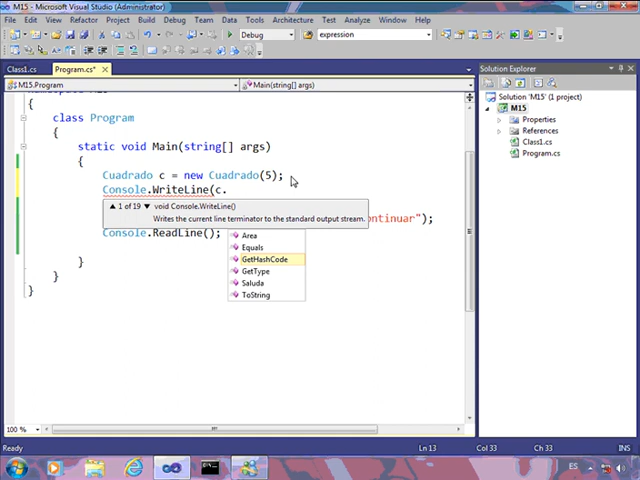 M15 - Microsoft Visual Studio (Administrator)
File Edit View Refactor Project Build Debug Team Data Tools Architecture Test Analyze Window Help
Debug expression
Class1.cs Program.cs*
M15.Program Main(string[] args)
{
class Program
{
static void Main(string[] args)
{
Cuadrado c = new Cuadrado(5);
Console.WriteLine(c.
1 of 19 void Console.WriteLine()
Writes the current line terminator to the standard output stream.
ontinuar");
Console.ReadLine();
Area
Equals
GetHashCode
GetType
Saluda
ToString
}
}
}
100 %
Solution Explorer
Solution 'M15' (1 project)
M15
Properties
References
Class1.cs
Program.cs
Ready Ln 13 Col 33 Ch 33
ES